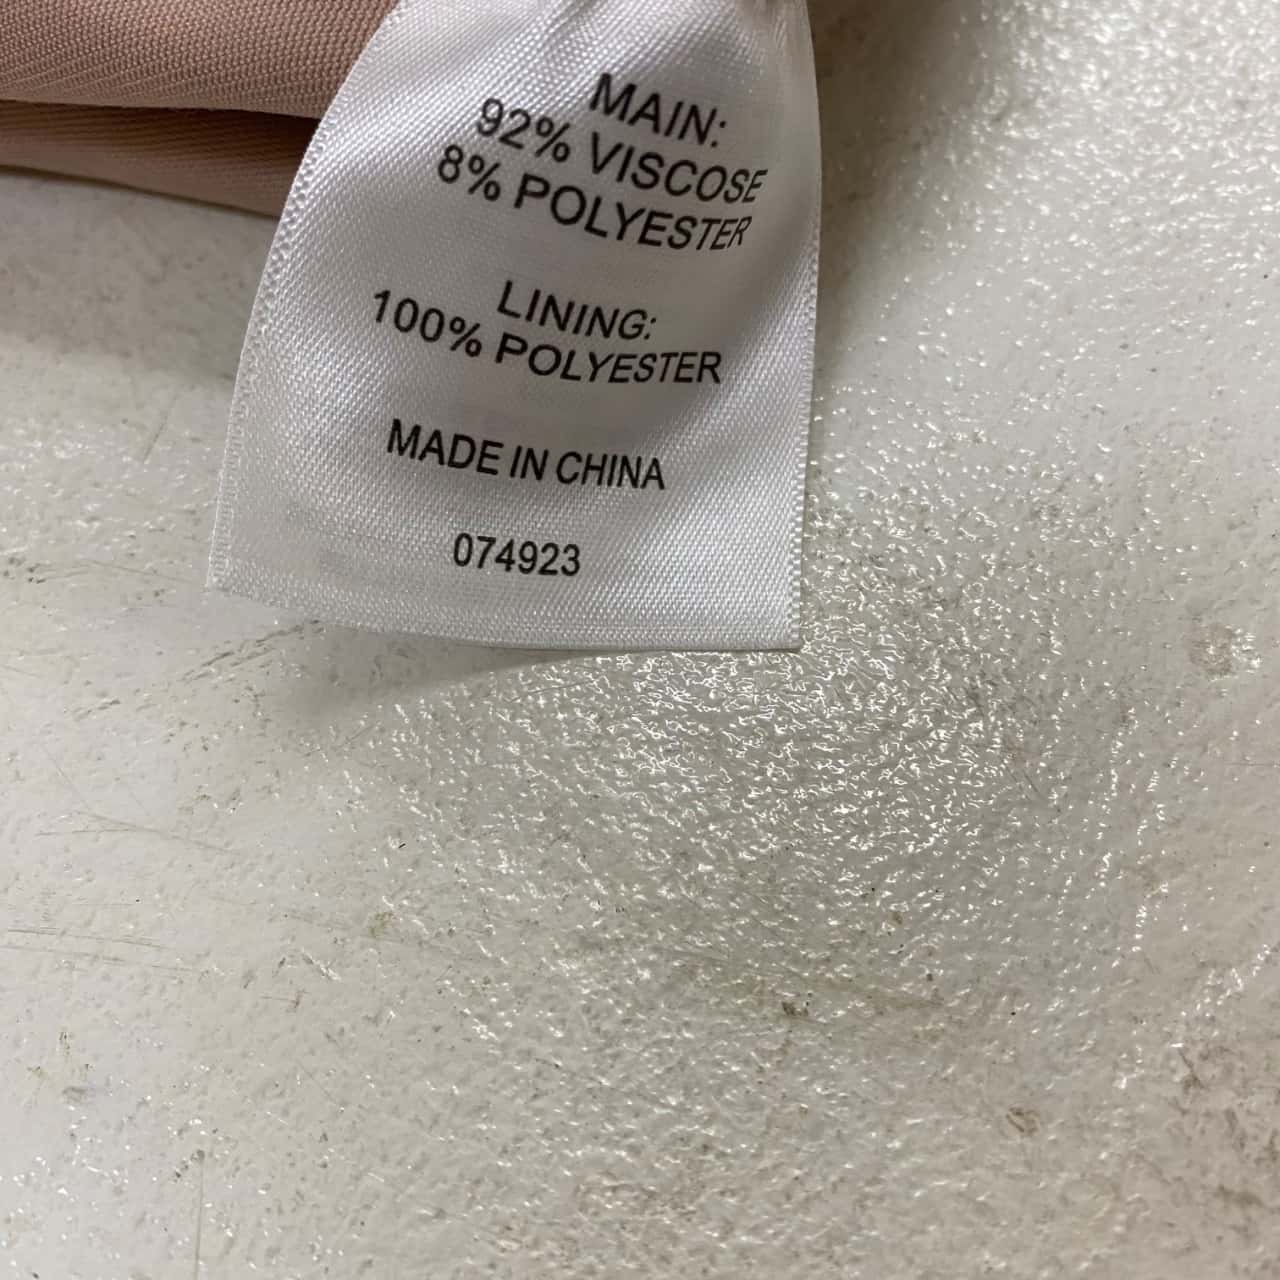 MAIN:
92% VISCOSE
8% POLYESTER
LINING:
100% POLYESTER
MADE IN CHINA
074923